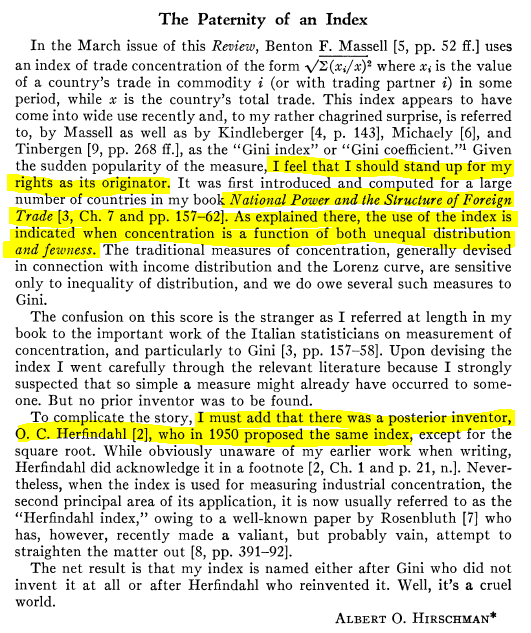 The Paternity of an Index
In the March issue of this Review, Benton F. Massell [5, pp. 52 ff.] uses
an index of trade concentration of the form √Σ(xᵢ/x)² where xᵢ is the value
of a country's trade in commodity i (or with trading partner i) in some
period, while x is the country's total trade. This index appears to have
come into wide use recently and, to my rather chagrined surprise, is referred
to, by Massell as well as by Kindleberger [4, p. 143], Michaely [6], and
Tinbergen [9, pp. 268 ff.], as the "Gini index" or "Gini coefficient."¹ Given
the sudden popularity of the measure, I feel that I should stand up for my
rights as its originator. It was first introduced and computed for a large
number of countries in my book National Power and the Structure of Foreign
Trade [3, Ch. 7 and pp. 157–62]. As explained there, the use of the index is
indicated when concentration is a function of both unequal distribution
and fewness. The traditional measures of concentration, generally devised
in connection with income distribution and the Lorenz curve, are sensitive
only to inequality of distribution, and we do owe several such measures to
Gini.
The confusion on this score is the stranger as I referred at length in my
book to the important work of the Italian statisticians on measurement of
concentration, and particularly to Gini [3, pp. 157–58]. Upon devising the
index I went carefully through the relevant literature because I strongly
suspected that so simple a measure might already have occurred to some-
one. But no prior inventor was to be found.
To complicate the story, I must add that there was a posterior inventor,
O. C. Herfindahl [2], who in 1950 proposed the same index, except for the
square root. While obviously unaware of my earlier work when writing,
Herfindahl did acknowledge it in a footnote [2, Ch. 1 and p. 21, n.]. Never-
theless, when the index is used for measuring industrial concentration, the
second principal area of its application, it is now usually referred to as the
"Herfindahl index," owing to a well-known paper by Rosenbluth [7] who
has, however, recently made a valiant, but probably vain, attempt to
straighten the matter out [8, pp. 391–92].
The net result is that my index is named either after Gini who did not
invent it at all or after Herfindahl who reinvented it. Well, it's a cruel
world.
ALBERT O. HIRSCHMAN*